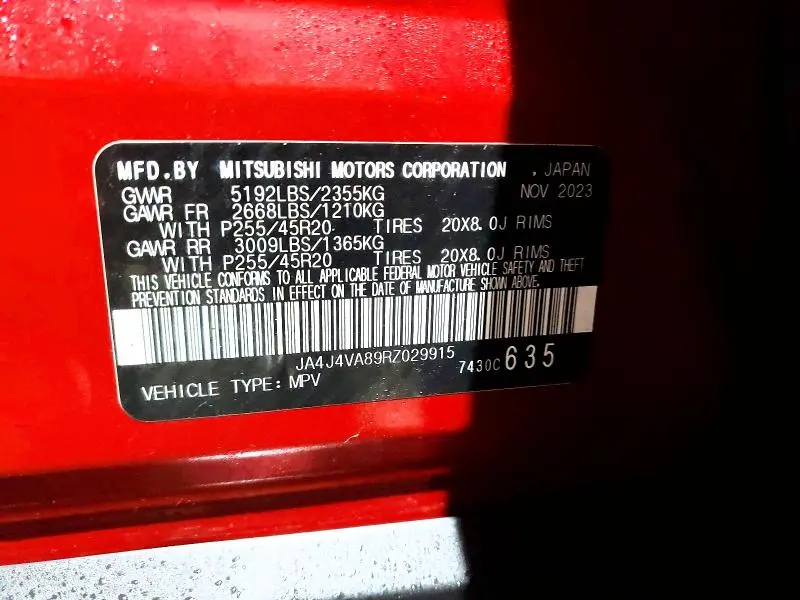 MFD.BY MITSUBISHI MOTORS CORPORATION , JAPAN
GVWR 5192LBS/2355KG NOV 2023
GAWR FR 2668LBS/1210KG
WITH P255/45R20 TIRES 20X8.0J RIMS
GAWR RR 3009LBS/1365KG
WITH P255/45R20 TIRES 20X8.0J RIMS
THIS VEHICLE CONFORMS TO ALL APPLICABLE FEDERAL MOTOR VEHICLE SAFETY AND THEFT
PREVENTION STANDARDS IN EFFECT ON THE DATE OF MANUFACTURE SHOWN ABOVE.
JA4J4VA89RZ029915
7430C 635
VEHICLE TYPE: MPV